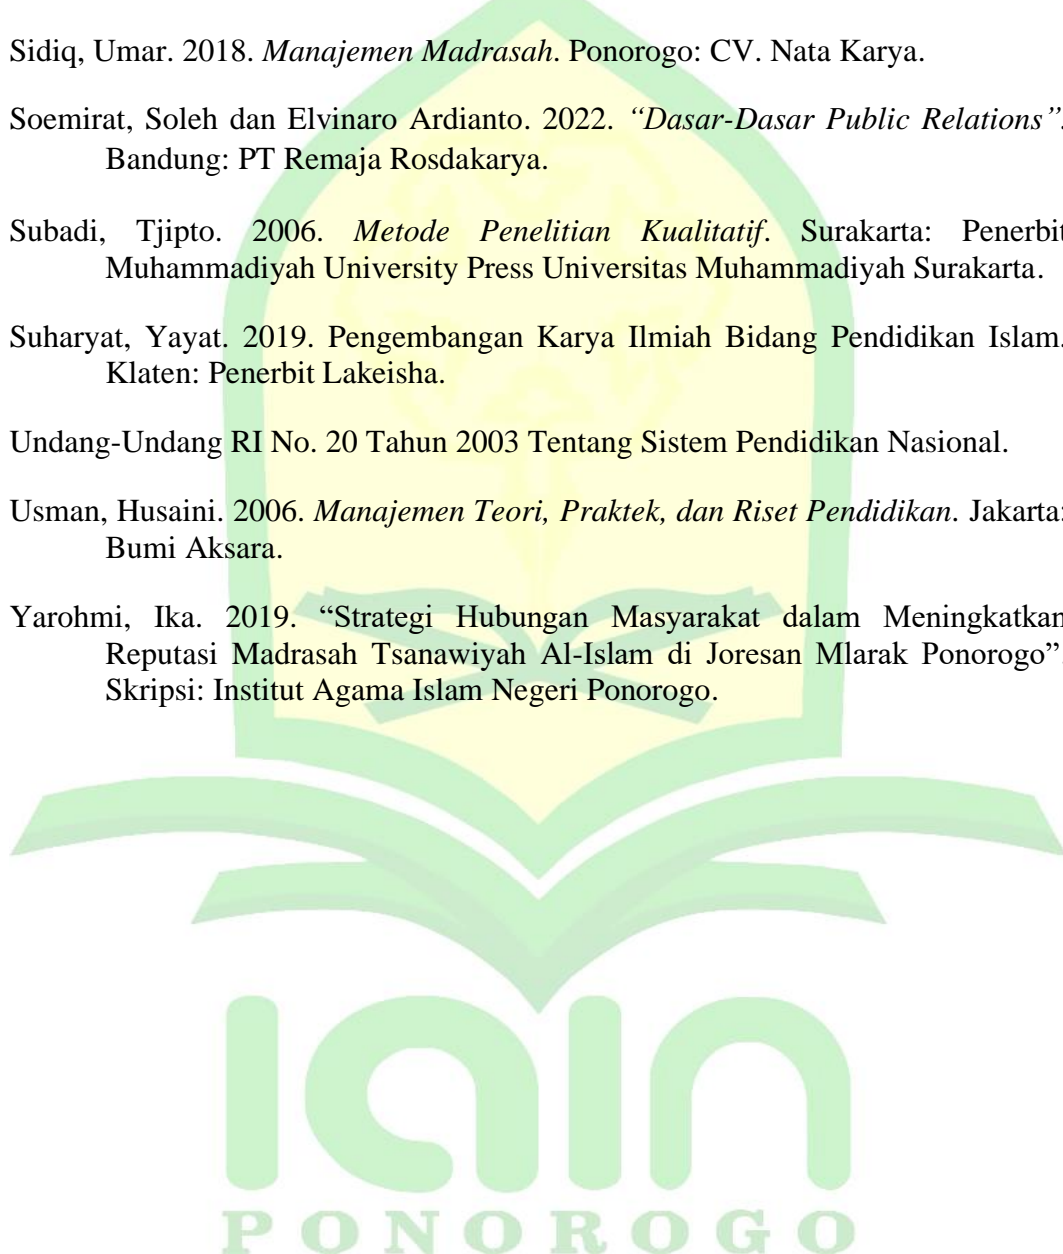 Sidiq, Umar. 2018. Manajemen Madrasah. Ponorogo: CV. Nata Karya.
Soemirat, Soleh dan Elvinaro Ardianto. 2022. “Dasar-Dasar Public Relations”.
Bandung: PT Remaja Rosdakarya.
Subadi, Tjipto. 2006. Metode Penelitian Kualitatif. Surakarta: Penerbit
Muhammadiyah University Press Universitas Muhammadiyah Surakarta.
Suharyat, Yayat. 2019. Pengembangan Karya Ilmiah Bidang Pendidikan Islam.
Klaten: Penerbit Lakeisha.
Undang-Undang RI No. 20 Tahun 2003 Tentang Sistem Pendidikan Nasional.
Usman, Husaini. 2006. Manajemen Teori, Praktek, dan Riset Pendidikan. Jakarta:
Bumi Aksara.
Yarohmi, Ika. 2019. “Strategi Hubungan Masyarakat dalam Meningkatkan
Reputasi Madrasah Tsanawiyah Al-Islam di Joresan Mlarak Ponorogo”.
Skripsi: Institut Agama Islam Negeri Ponorogo.
iain
PONOROGO